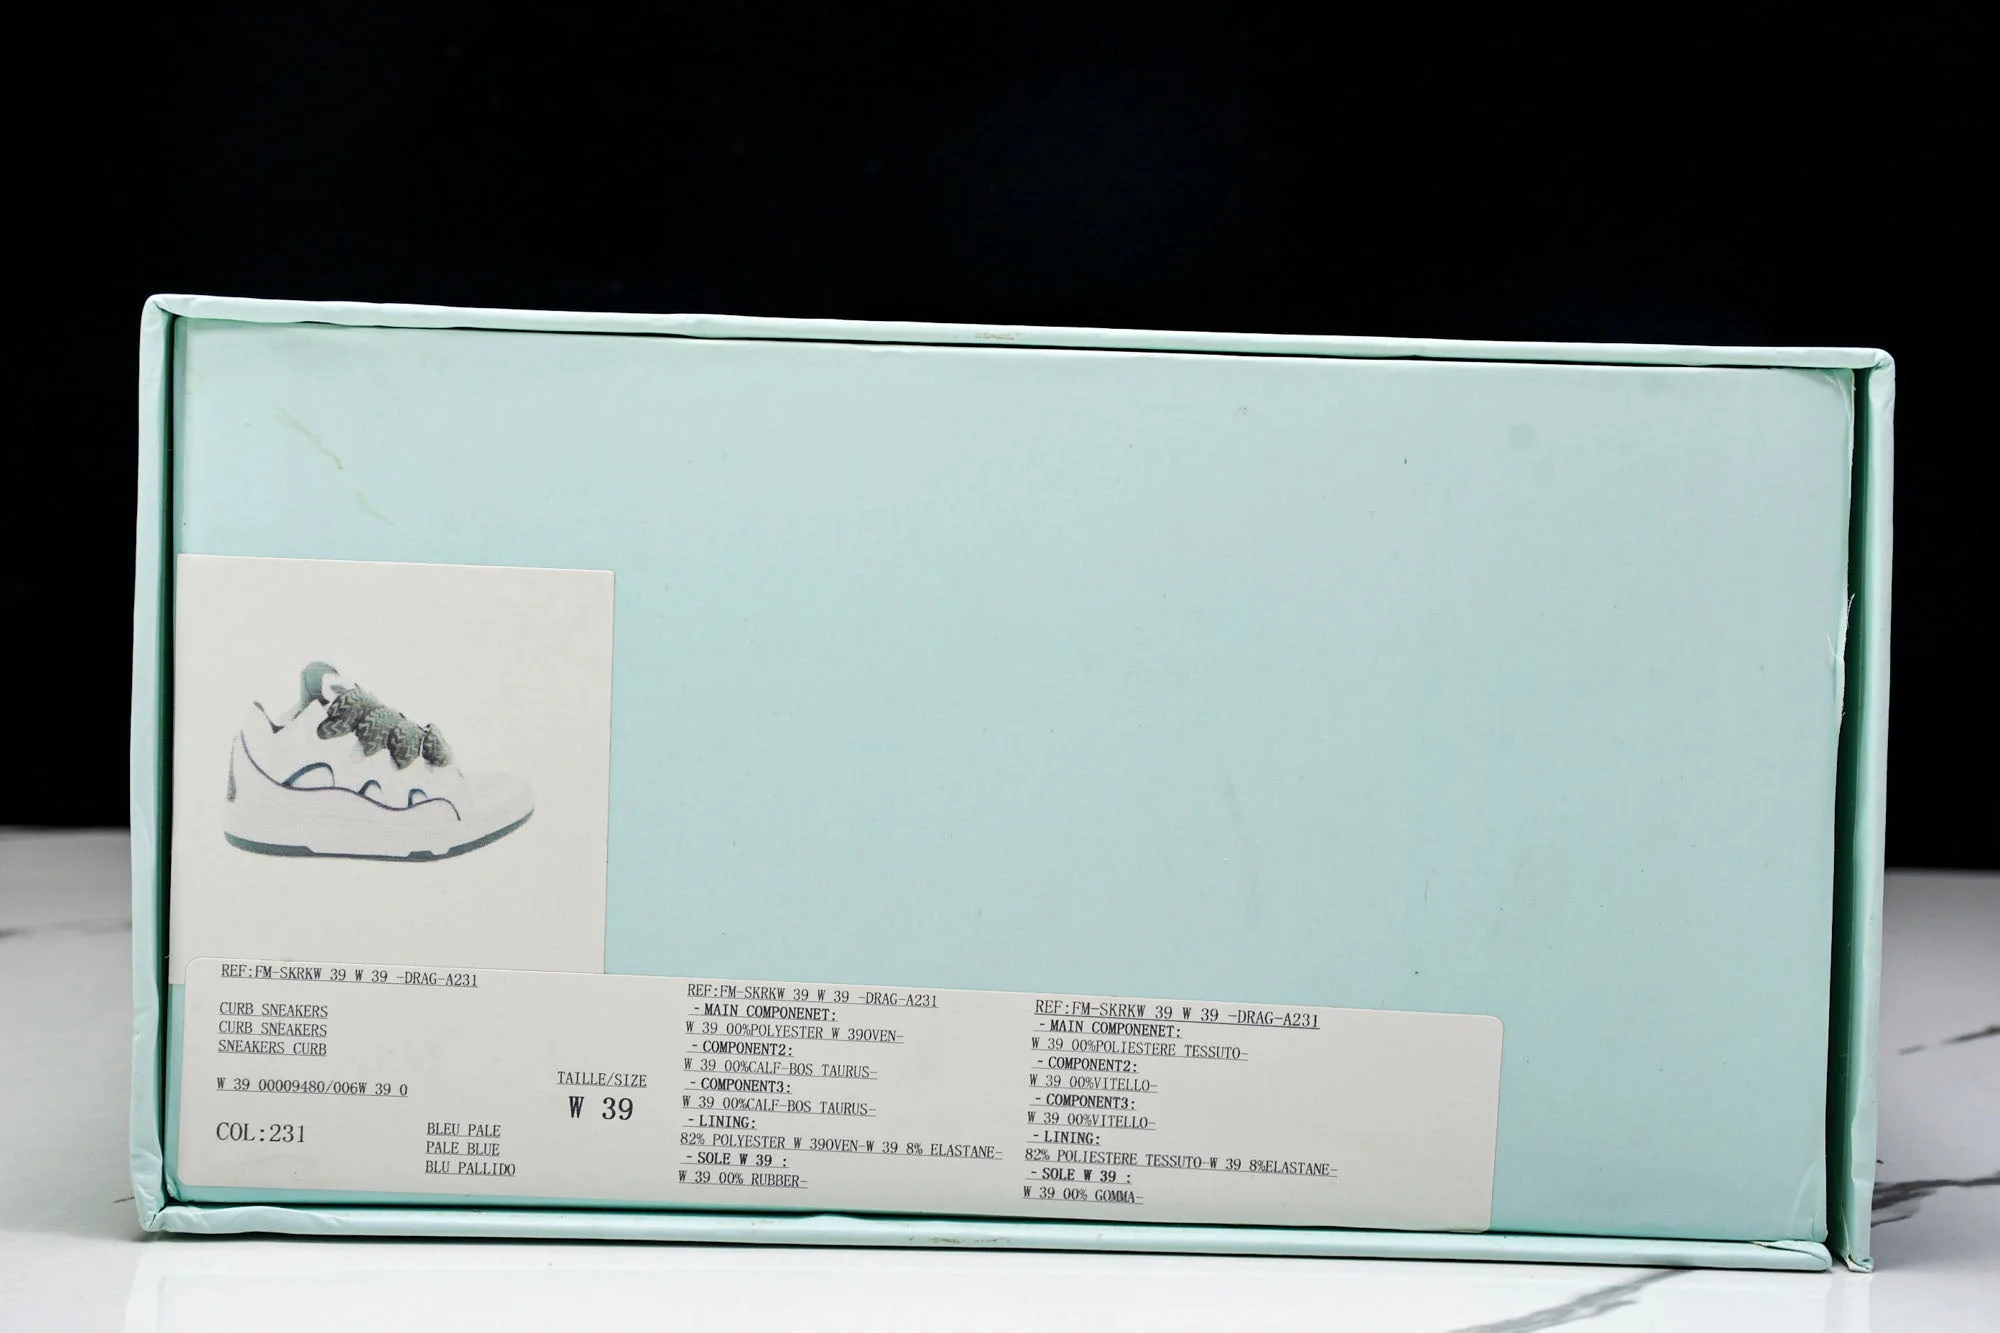 REF:FM-SKRKW 39 W 39 -DRAG-A231
CURB SNEAKERS
CURB SNEAKERS
SNEAKERS CURB
W 39 00009480/006W 39 0
COL:231
BLEU PALE
PALE BLUE
BLU PALLIDO
TAILLE/SIZE
W 39
REF:FM-SKRKW 39 W 39 -DRAG-A231
- MAIN COMPONENET:
W 39 00%POLYESTER W 39OVEN-
- COMPONENT2:
W 39 00%CALF-BOS TAURUS-
- COMPONENT3:
W 39 00%CALF-BOS TAURUS-
- LINING:
82% POLYESTER W 39OVEN-W 39 8% ELASTANE-
- SOLE W 39 :
W 39 00% RUBBER-
REF:FM-SKRKW 39 W 39 -DRAG-A231
- MAIN COMPONENET:
W 39 00%POLIESTERE TESSUTO-
- COMPONENT2:
W 39 00%VITELLO-
- COMPONENT3:
W 39 00%VITELLO-
- LINING:
82% POLIESTERE TESSUTO-W 39 8%ELASTANE-
- SOLE W 39 :
W 39 00% GOMMA-